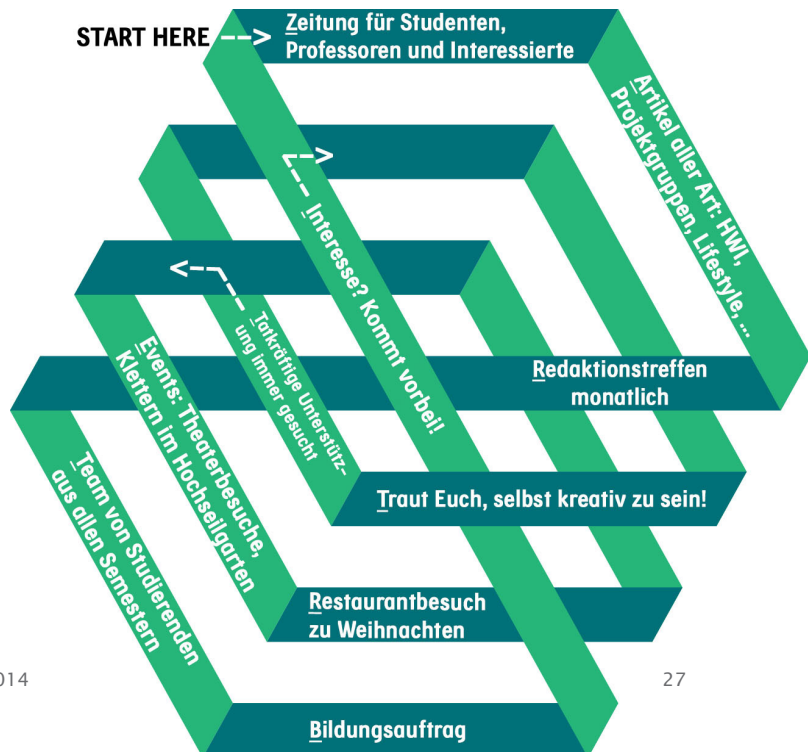 START HERE
Zeitung für Studenten,
Professoren und Interessierte
Artikel aller Art: HWI,
Projektgruppen, Lifestyle, ...
Redaktionstreffen
monatlich
Team von Studierenden
aus allen Semestern
Bildungsauftrag
Interesse? Kommt vorbei!
Traut Euch, selbst kreativ zu sein!
Tatkräftige Unterstütz-
ung immer gesucht
Events: Theaterbesuche,
Klettern im Hochseilgarten
Restaurantbesuch
zu Weihnachten
014
27